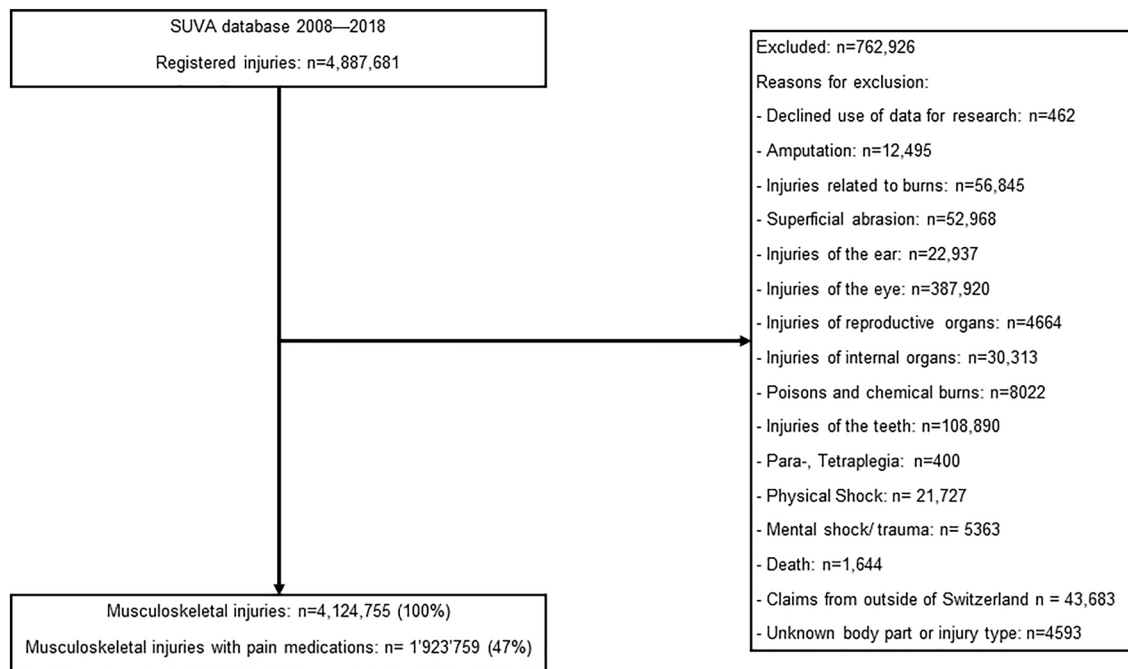 SUVA database 2008—2018
Registered injuries: n=4,887,681
Excluded: n=762,926
Reasons for exclusion:
- Declined use of data for research: n=462
- Amputation: n=12,495
- Injuries related to burns: n=56,845
- Superficial abrasion: n=52,968
- Injuries of the ear: n=22,937
- Injuries of the eye: n=387,920
- Injuries of reproductive organs: n=4664
- Injuries of internal organs: n=30,313
- Poisons and chemical burns: n=8022
- Injuries of the teeth: n=108,890
- Para-, Tetraplegia: n=400
- Physical Shock: n= 21,727
- Mental shock/ trauma: n= 5363
- Death: n=1,644
- Claims from outside of Switzerland n = 43,683
- Unknown body part or injury type: n=4593
Musculoskeletal injuries: n=4,124,755 (100%)
Musculoskeletal injuries with pain medications: n= 1'923'759 (47%)